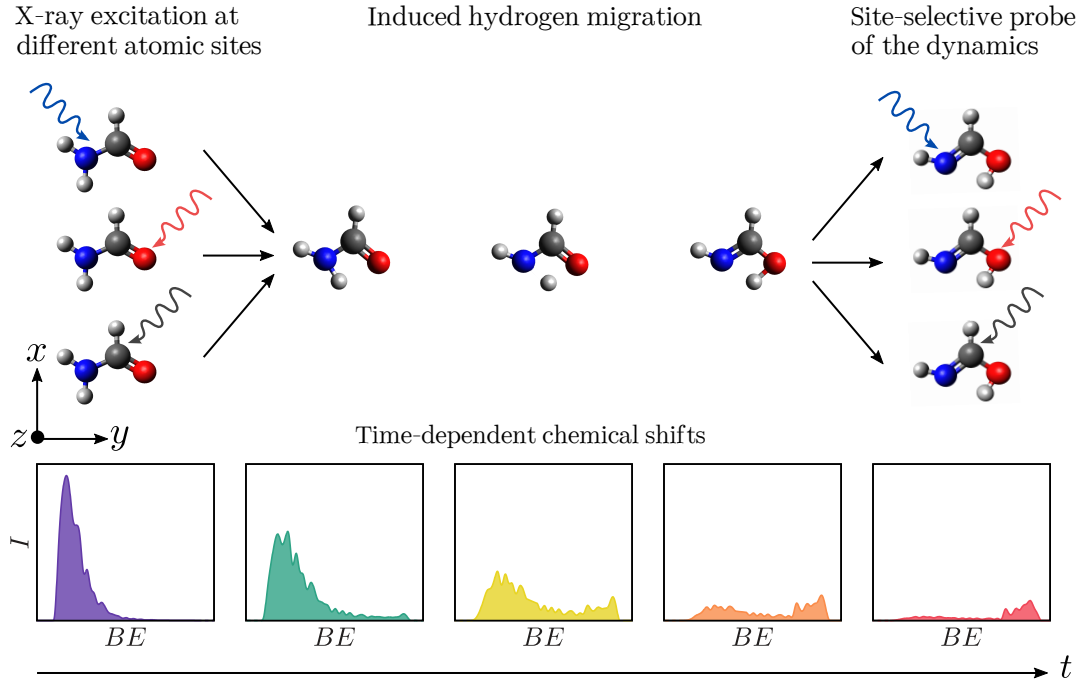 X-ray excitation at
different atomic sites
Induced hydrogen migration
Site-selective probe
of the dynamics
x
z
y
Time-dependent chemical shifts
I
BE
BE
BE
BE
BE
t